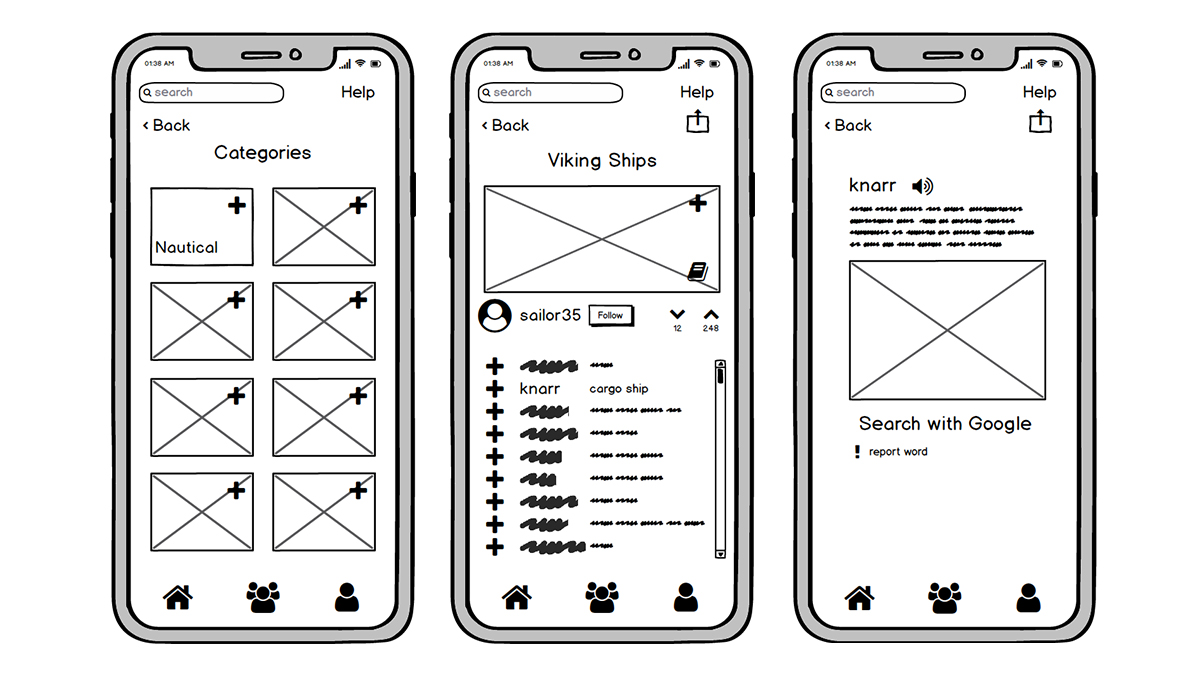 01:38 AM
search
Help
< Back
Categories
Nautical
01:38 AM
search
Help
< Back
Viking Ships
sailor35
Follow
12
248
knarr
cargo ship
01:38 AM
search
Help
< Back
knarr
Search with Google
! report word